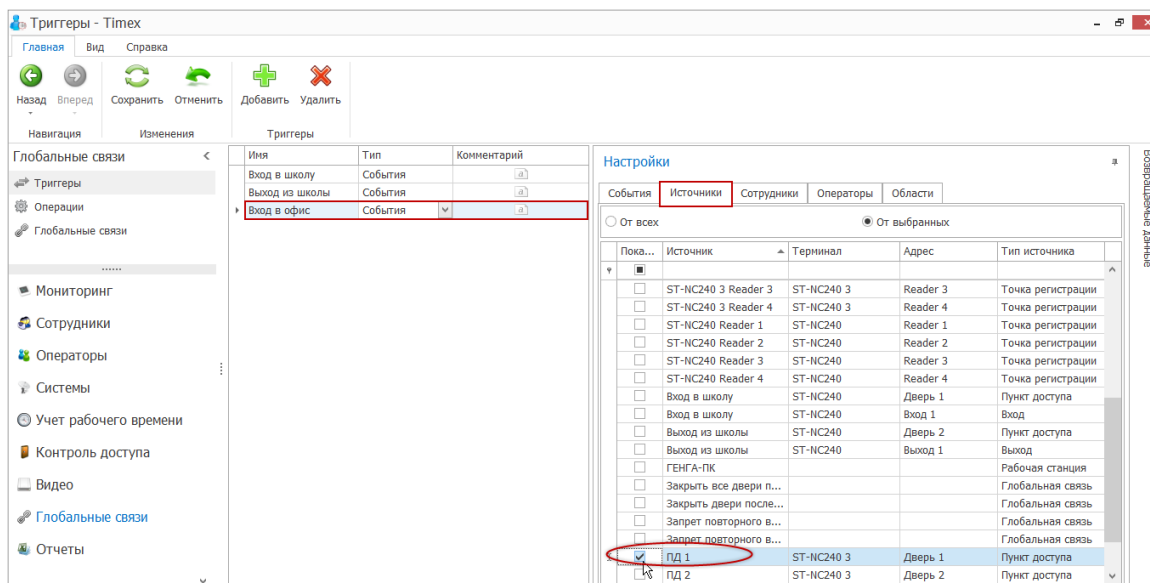 Триггеры - Timex
Главная Вид Справка
Назад Вперед Сохранить Отменить Добавить Удалить
Навигация Изменения Триггеры
Глобальные связи
Триггеры
Операции
Глобальные связи
Мониторинг
Сотрудники
Операторы
Системы
Учет рабочего времени
Контроль доступа
Видео
Глобальные связи
Отчеты
Имя Тип Комментарий
Вход в школу События
Выход из школы События
Вход в офис События
Настройки
События Источники Сотрудники Операторы Области
От всех От выбранных
Пока... Источник Терминал Адрес Тип источника
ST-NC240 3 Reader 3 ST-NC240 3 Reader 3 Точка регистрации
ST-NC240 3 Reader 4 ST-NC240 3 Reader 4 Точка регистрации
ST-NC240 Reader 1 ST-NC240 Reader 1 Точка регистрации
ST-NC240 Reader 2 ST-NC240 Reader 2 Точка регистрации
ST-NC240 Reader 3 ST-NC240 Reader 3 Точка регистрации
ST-NC240 Reader 4 ST-NC240 Reader 4 Точка регистрации
Вход в школу ST-NC240 Дверь 1 Пункт доступа
Вход в школу ST-NC240 Вход 1 Вход
Выход из школы ST-NC240 Дверь 2 Пункт доступа
Выход из школы ST-NC240 Выход 1 Выход
ГЕНГА-ПК Рабочая станция
Закрыть все двери п... Глобальная связь
Закрыть двери после... Глобальная связь
Запрет повторного в... Глобальная связь
Запрет повторного в... Глобальная связь
ПД 1 ST-NC240 3 Дверь 1 Пункт доступа
ПД 2 ST-NC240 3 Дверь 2 Пункт доступа
Возвращаемые данные